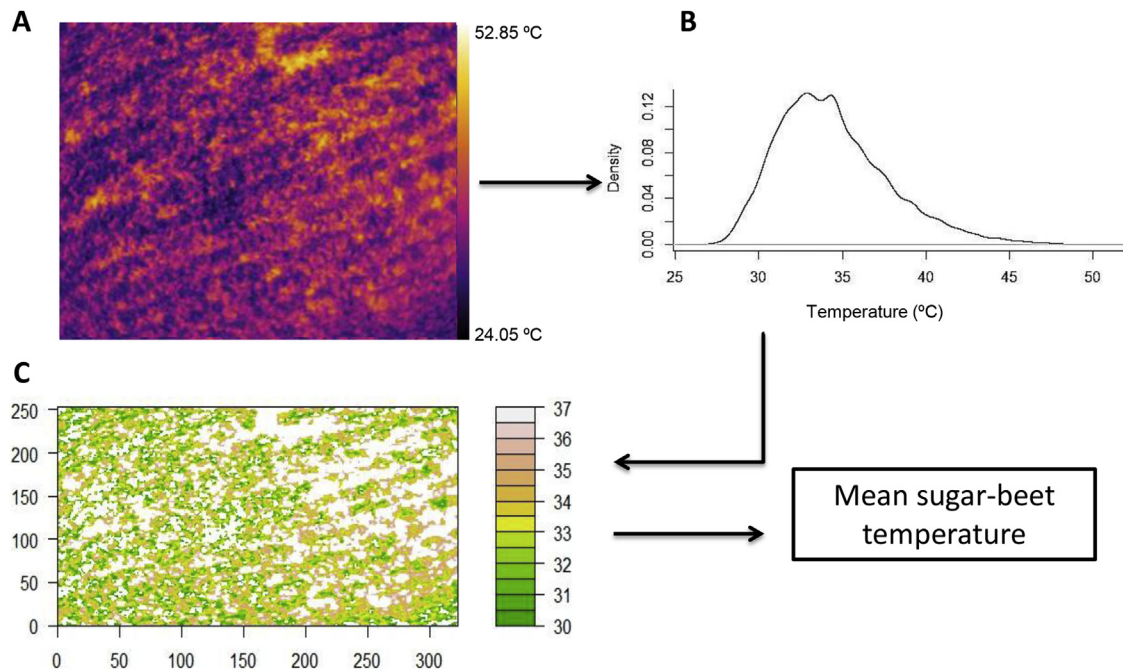 A
52.85 ºC
24.05 ºC
B
Density
0.12
0.08
0.04
0.00
25 30 35 40 45 50
Temperature (ºC)
C
250
200
150
100
50
0
0 50 100 150 200 250 300
37
36
35
34
33
32
31
30
Mean sugar-beet
temperature